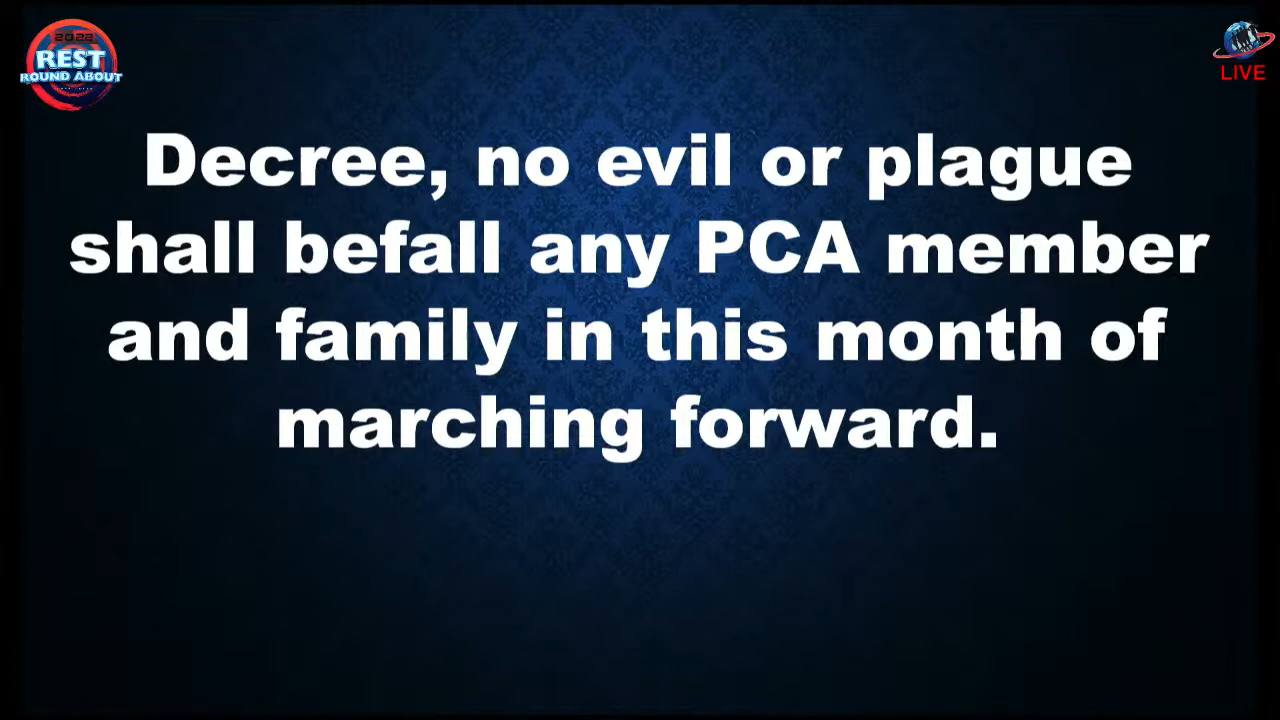 2022
REST
ROUND ABOUT
LIVE
Decree, no evil or plague
shall befall any PCA member
and family in this month of
marching forward.